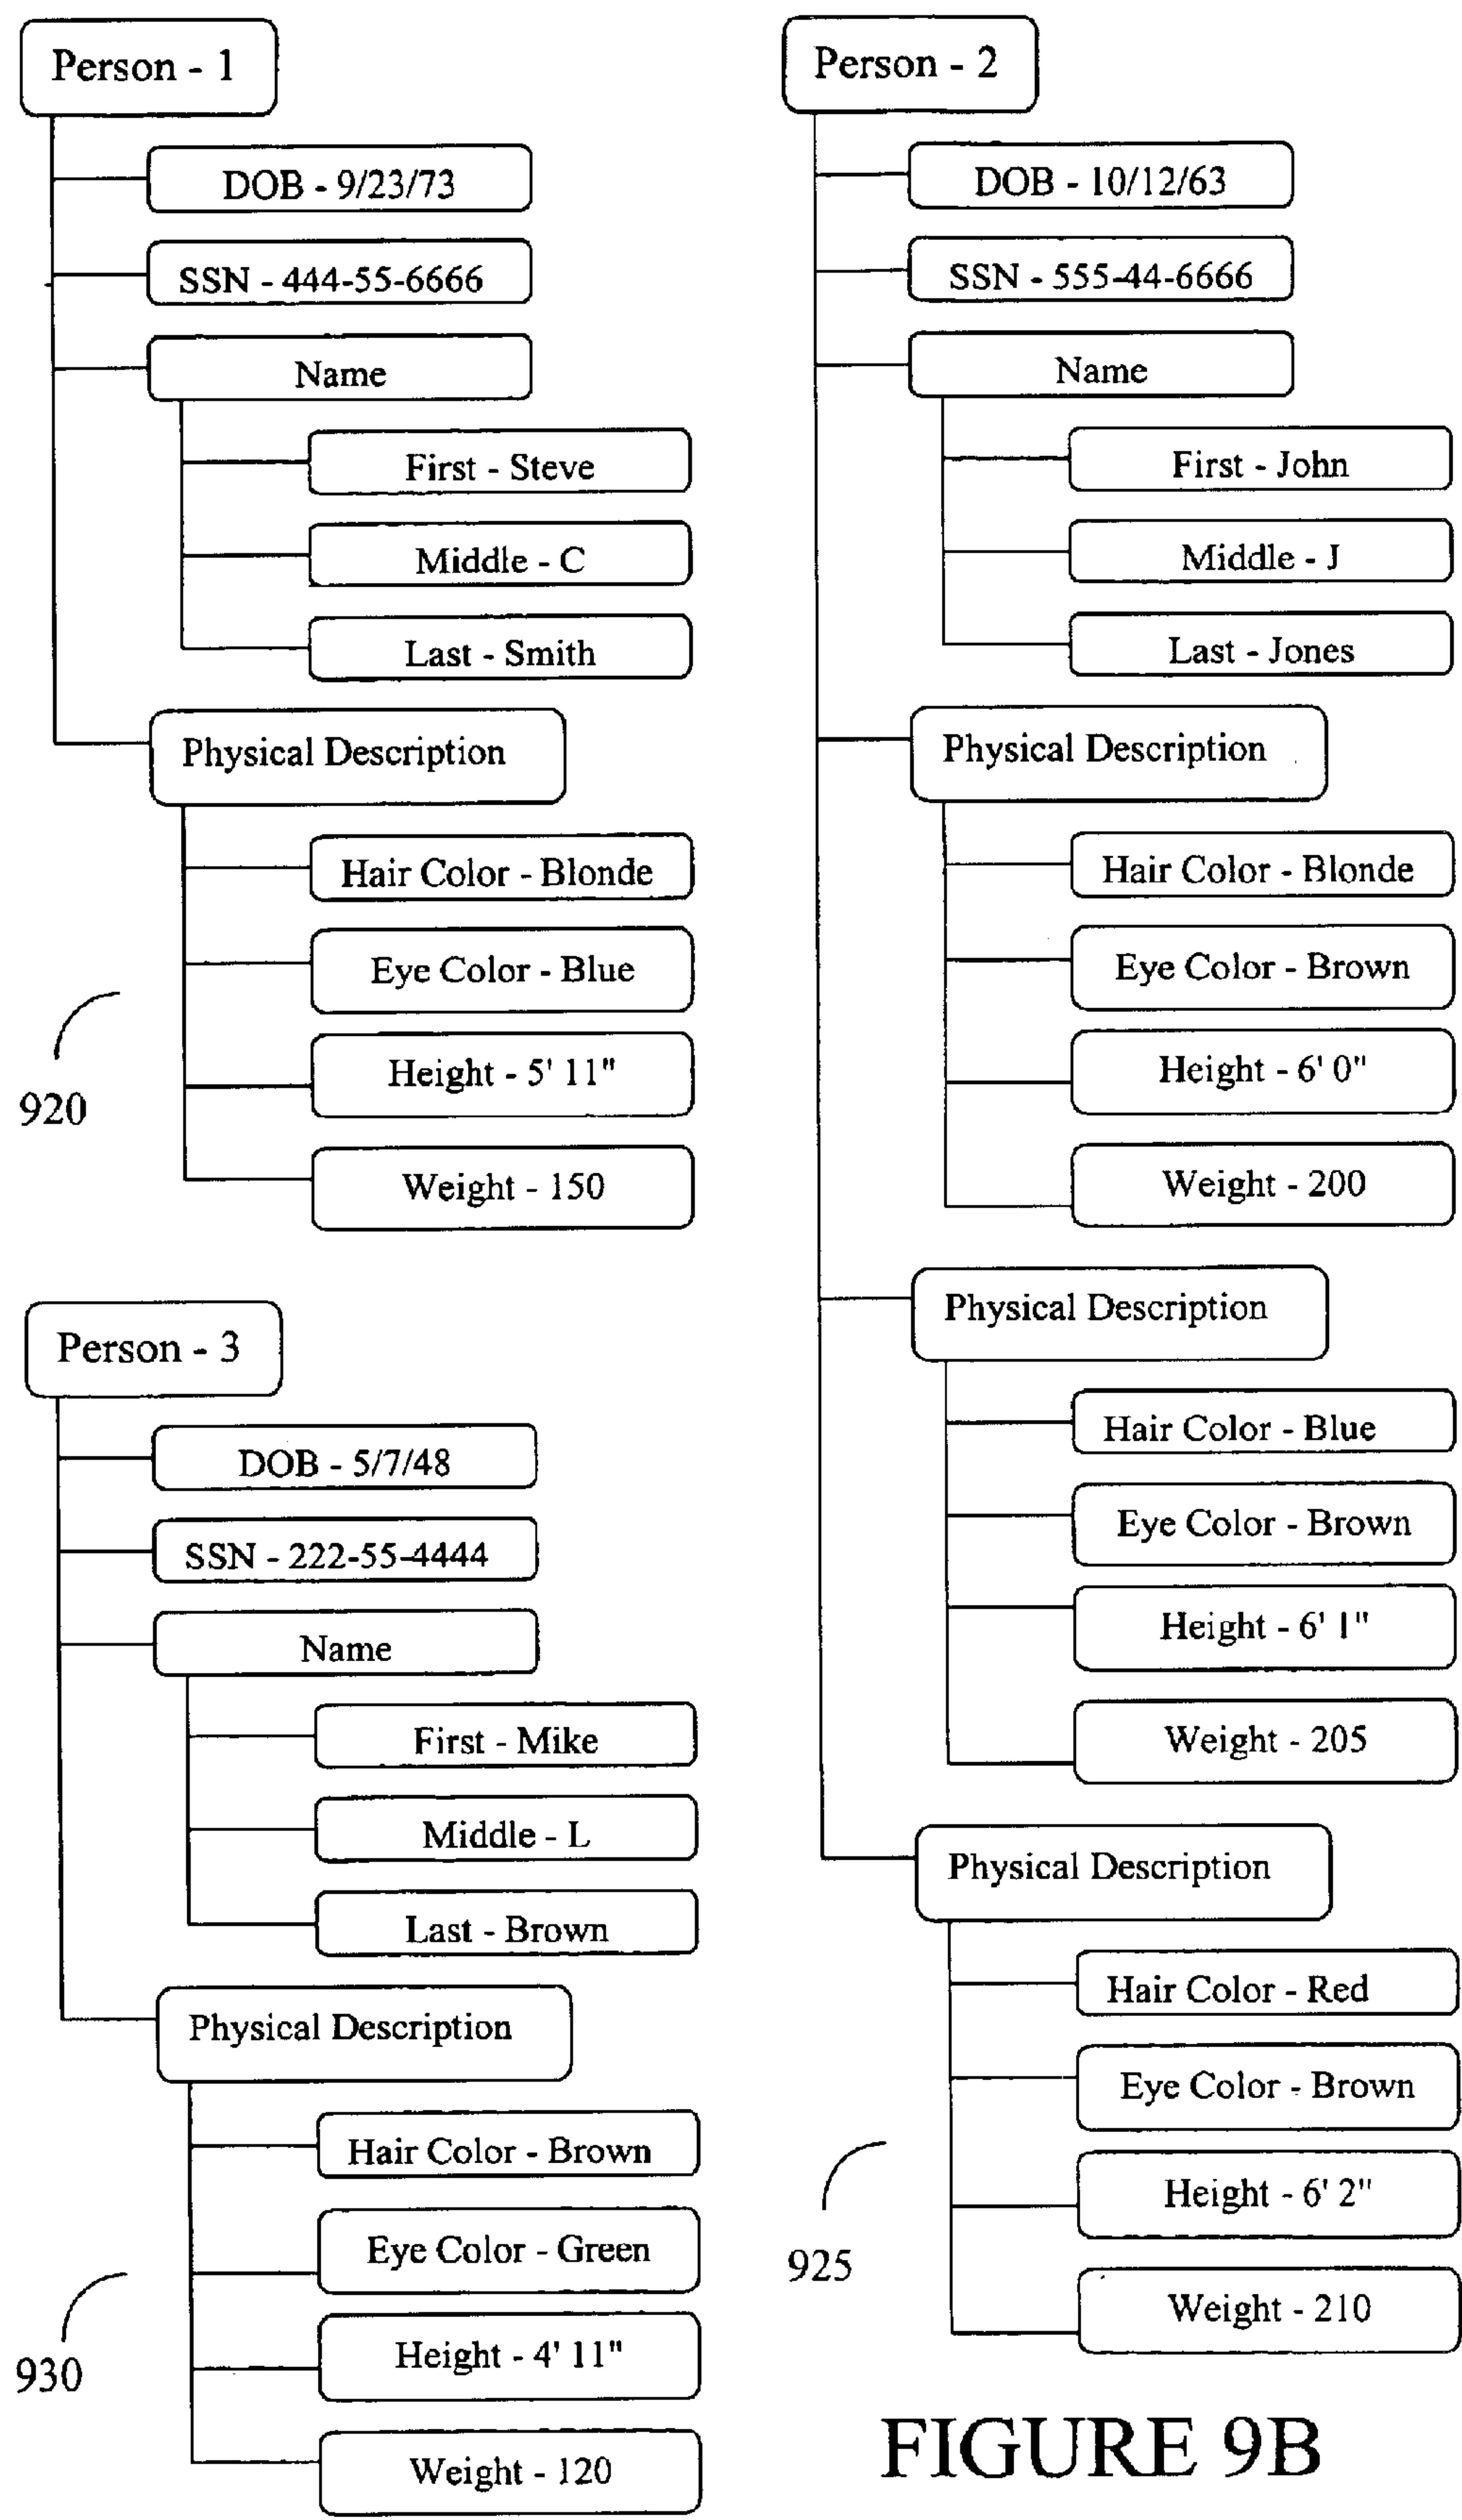 Person - 1
DOB - 9/23/73
SSN - 444-55-6666
Name
First - Steve
Middle - C
Last - Smith
Physical Description
Hair Color - Blonde
Eye Color - Blue
Height - 5' 11"
Weight - 150
920
Person - 3
DOB - 5/7/48
SSN - 222-55-4444
Name
First - Mike
Middle - L
Last - Brown
Physical Description
Hair Color - Brown
Eye Color - Green
Height - 4' 11"
Weight - 120
930
Person - 2
DOB - 10/12/63
SSN - 555-44-6666
Name
First - John
Middle - J
Last - Jones
Physical Description
Hair Color - Blonde
Eye Color - Brown
Height - 6' 0"
Weight - 200
Physical Description
Hair Color - Blue
Eye Color - Brown
Height - 6' 1"
Weight - 205
Physical Description
Hair Color - Red
Eye Color - Brown
Height - 6' 2"
Weight - 210
925
FIGURE 9B